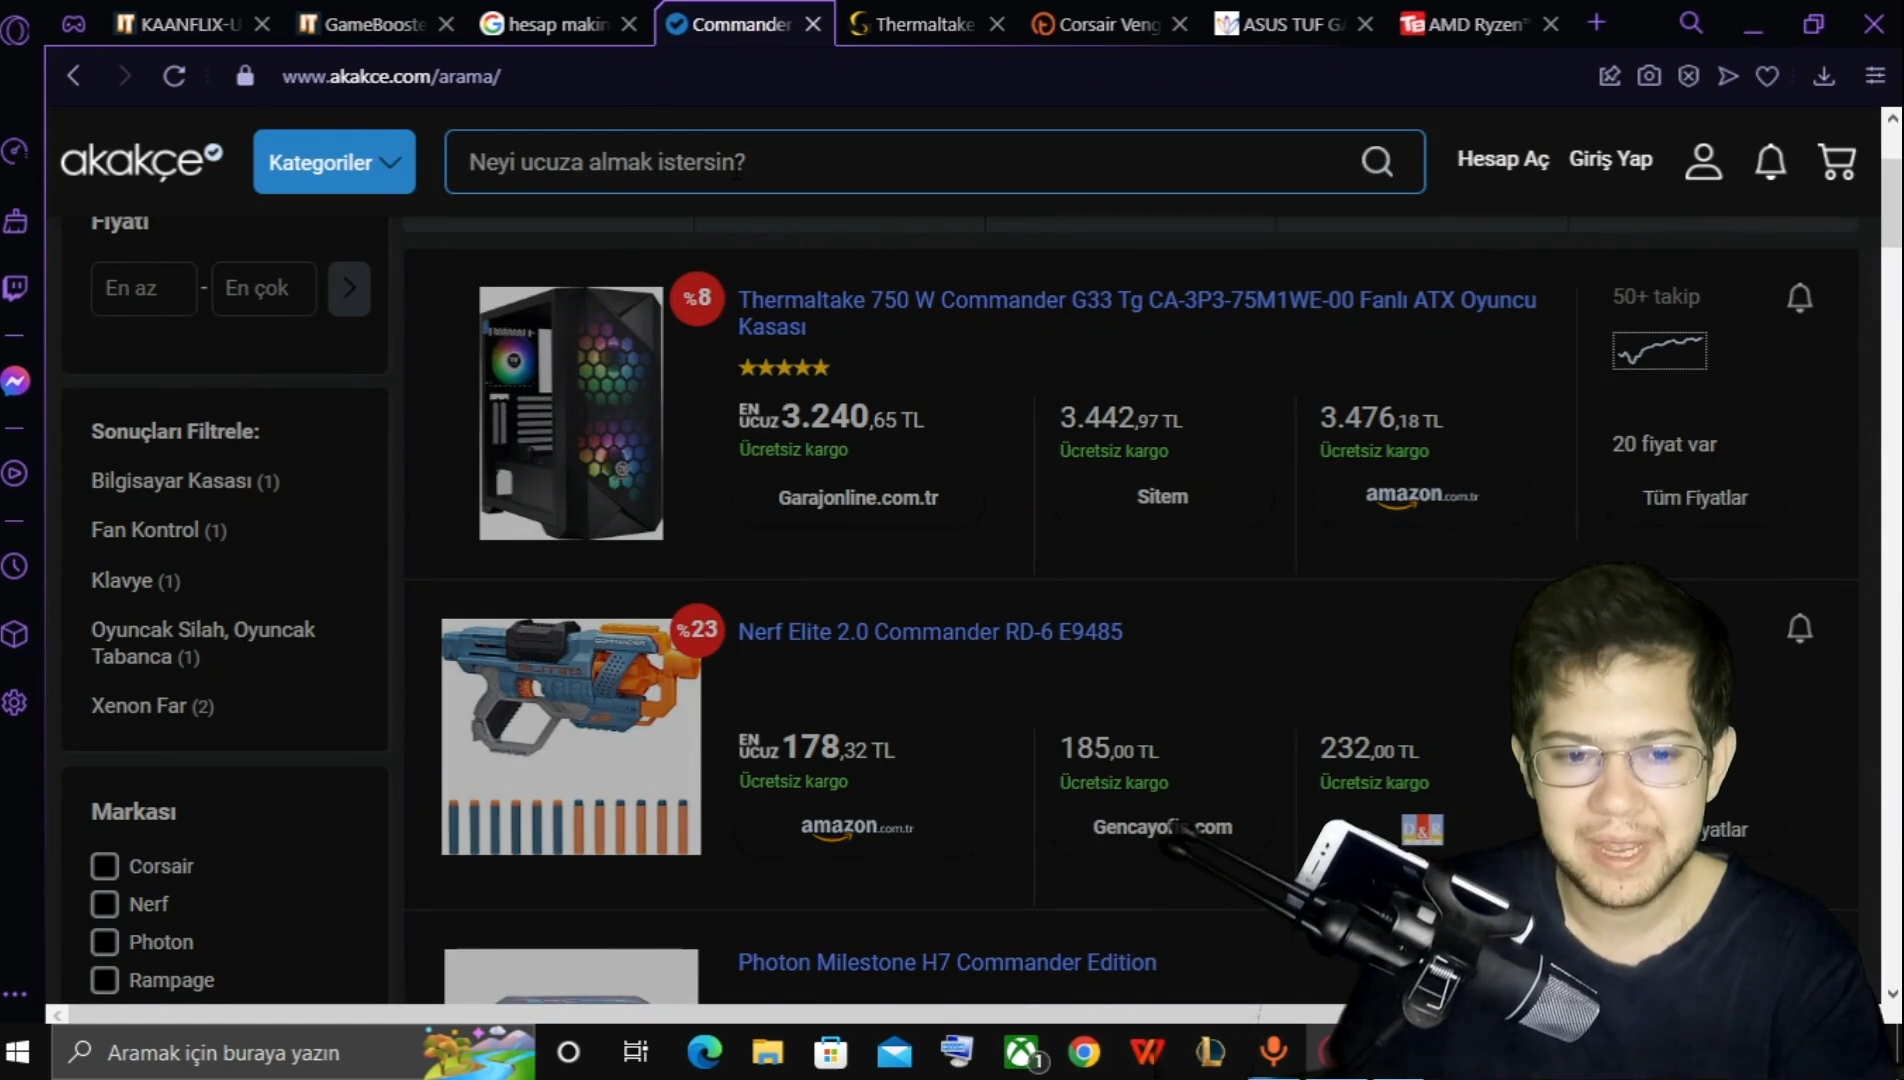 KAANFLIX-U
GameBooste
hesap makin
Commander
Thermaltake
Corsair Veng
ASUS TUF GA
AMD Ryzen™
www.akakce.com/arama/
akakçe
Kategoriler
Neyi ucuza almak istersin?
Hesap Aç
Giriş Yap
Fiyatı
En az
-
En çok
Sonuçları Filtrele:
Bilgisayar Kasası (1)
Fan Kontrol (1)
Klavye (1)
Oyuncak Silah, Oyuncak
Tabanca (1)
Xenon Far (2)
Markası
Corsair
Nerf
Photon
Rampage
%8
Thermaltake 750 W Commander G33 Tg CA-3P3-75M1WE-00 Fanlı ATX Oyuncu
Kasası
50+ takip
EN UCUZ 3.240,65 TL
Ücretsiz kargo
Garajonline.com.tr
3.442,97 TL
Ücretsiz kargo
Sitem
3.476,18 TL
Ücretsiz kargo
amazon.com.tr
20 fiyat var
Tüm Fiyatlar
%23
Nerf Elite 2.0 Commander RD-6 E9485
EN UCUZ 178,32 TL
Ücretsiz kargo
amazon.com.tr
185,00 TL
Ücretsiz kargo
Gencayofis.com
232,00 TL
Ücretsiz kargo
D&R
yatlar
Photon Milestone H7 Commander Edition
Aramak için buraya yazın
1